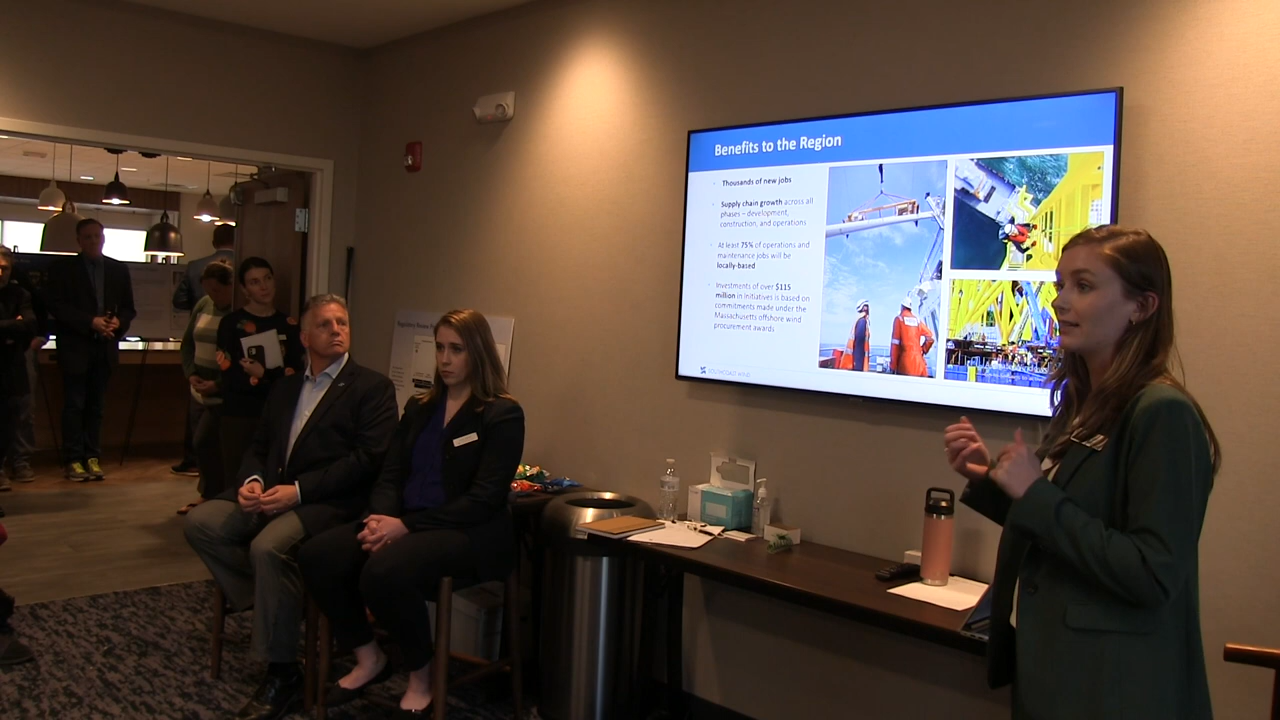 Benefits to the Region
Thousands of new jobs
Supply chain growth across all
phases – development,
construction, and operations
At least 75% of operations and
maintenance jobs will be
locally-based
Investments of over $115
million in initiatives is based on
commitments made under the
Massachusetts offshore wind
procurement awards
SOUTHCOAST WIND